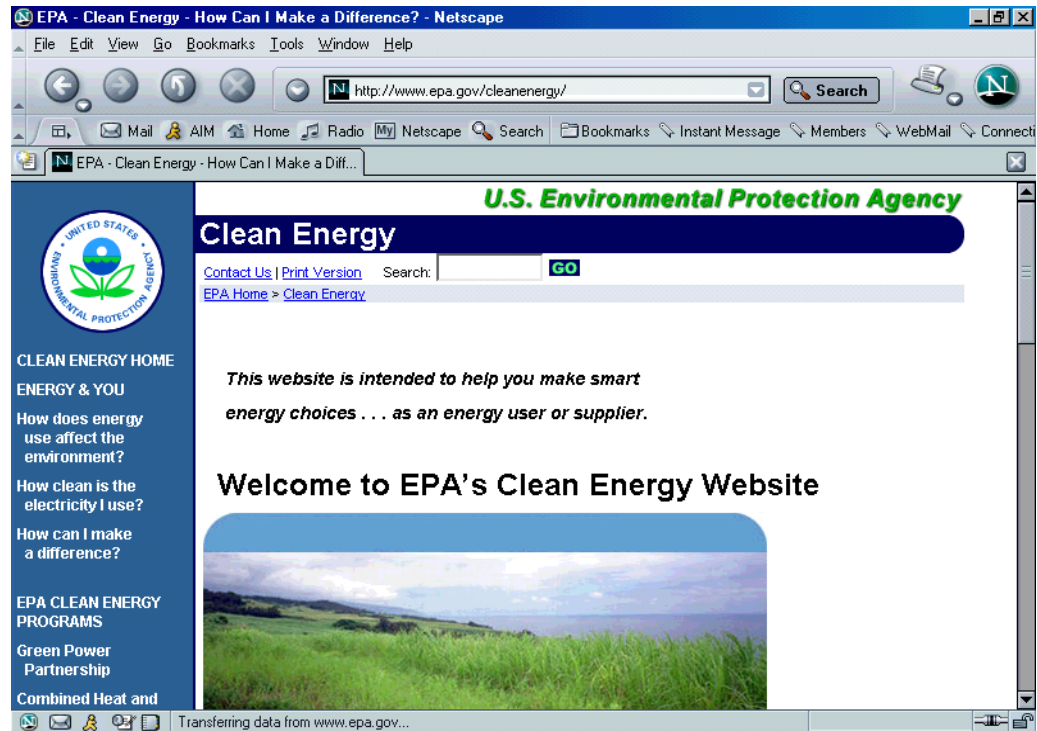 EPA - Clean Energy - How Can I Make a Difference? - Netscape
File Edit View Go Bookmarks Tools Window Help
N http://www.epa.gov/cleanenergy/ Search N
Mail AIM Home Radio My Netscape Search Bookmarks Instant Message Members WebMail Connecti
N EPA - Clean Energy - How Can I Make a Diff...
U.S. Environmental Protection Agency
UNITED STATES
ENVIRONMENTAL PROTECTION AGENCY
Clean Energy
Contact Us | Print Version Search: GO
EPA Home > Clean Energy
CLEAN ENERGY HOME
ENERGY & YOU
How does energy
use affect the
environment?
How clean is the
electricity I use?
How can I make
a difference?
EPA CLEAN ENERGY
PROGRAMS
Green Power
Partnership
Combined Heat and
This website is intended to help you make smart
energy choices . . . as an energy user or supplier.
Welcome to EPA's Clean Energy Website
Transferring data from www.epa.gov...